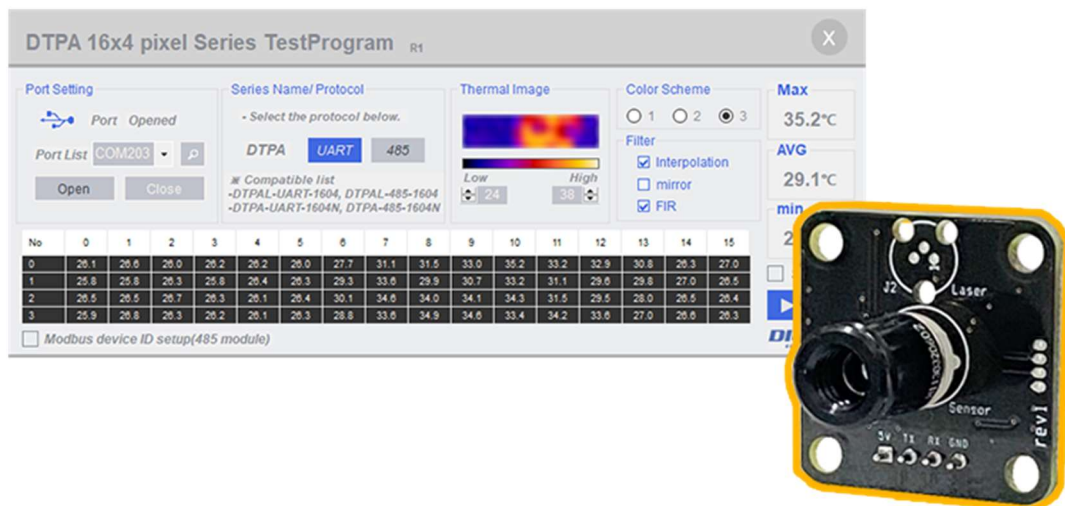 DTPA 16x4 pixel Series TestProgram R1
X
Port Setting
Port Opened
Port List COM203
Open Close
Series Name/ Protocol
- Select the protocol below.
DTPA UART 485
※ Compatible list
-DTPAL-UART-1604, DTPAL-485-1604
-DTPA-UART-1604N, DTPA-485-1604N
Thermal Image
Low High
24 38
Color Scheme
1 2 3
Filter
Interpolation
mirror
FIR
Max
35.2℃
AVG
29.1℃
min
2
No 0 1 2 3 4 5 6 7 8 9 10 11 12 13 14 15
0 26.1 26.6 26.0 26.2 26.2 26.0 27.7 31.1 31.5 33.0 35.2 33.2 32.9 30.8 26.3 27.0
1 25.8 25.8 26.3 25.8 26.4 26.3 29.3 33.6 29.9 30.7 33.2 31.1 29.6 29.8 27.0 26.5
2 26.5 26.5 26.7 26.3 26.1 26.4 30.1 34.6 34.0 34.1 34.3 31.5 29.5 28.0 26.5 26.4
3 25.9 26.8 26.3 26.2 26.1 26.3 28.8 33.6 34.9 34.6 33.4 34.2 33.6 27.0 26.6 26.3
Modbus device ID setup(485 module)
J2
Laser
Sensor
5V TX RX GND
rev1